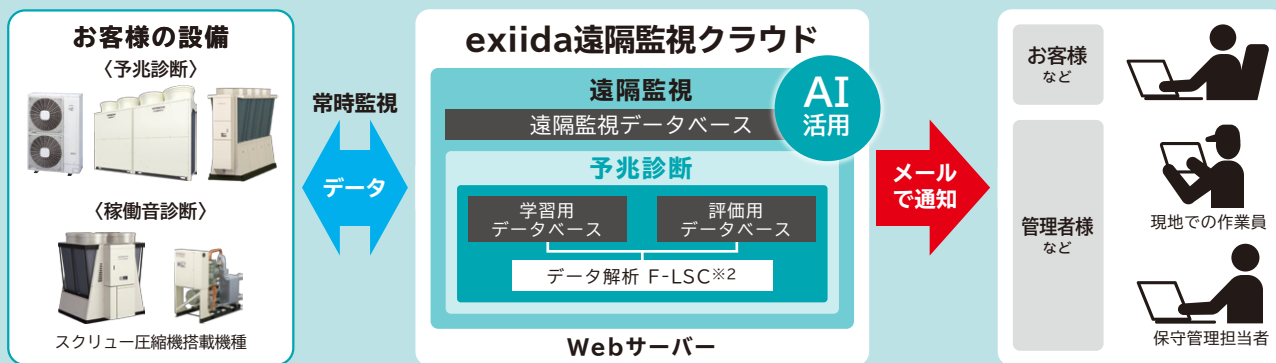 お客様の設備
〈予兆診断〉
〈稼働音診断〉
スクリュー圧縮機搭載機種
常時監視
データ
exiida遠隔監視クラウド
遠隔監視
AI
活用
遠隔監視データベース
予兆診断
学習用
データベース
評価用
データベース
データ解析 F-LSC※2
Webサーバー
メール
で通知
お客様
など
管理者様
など
現地での作業員
保守管理担当者